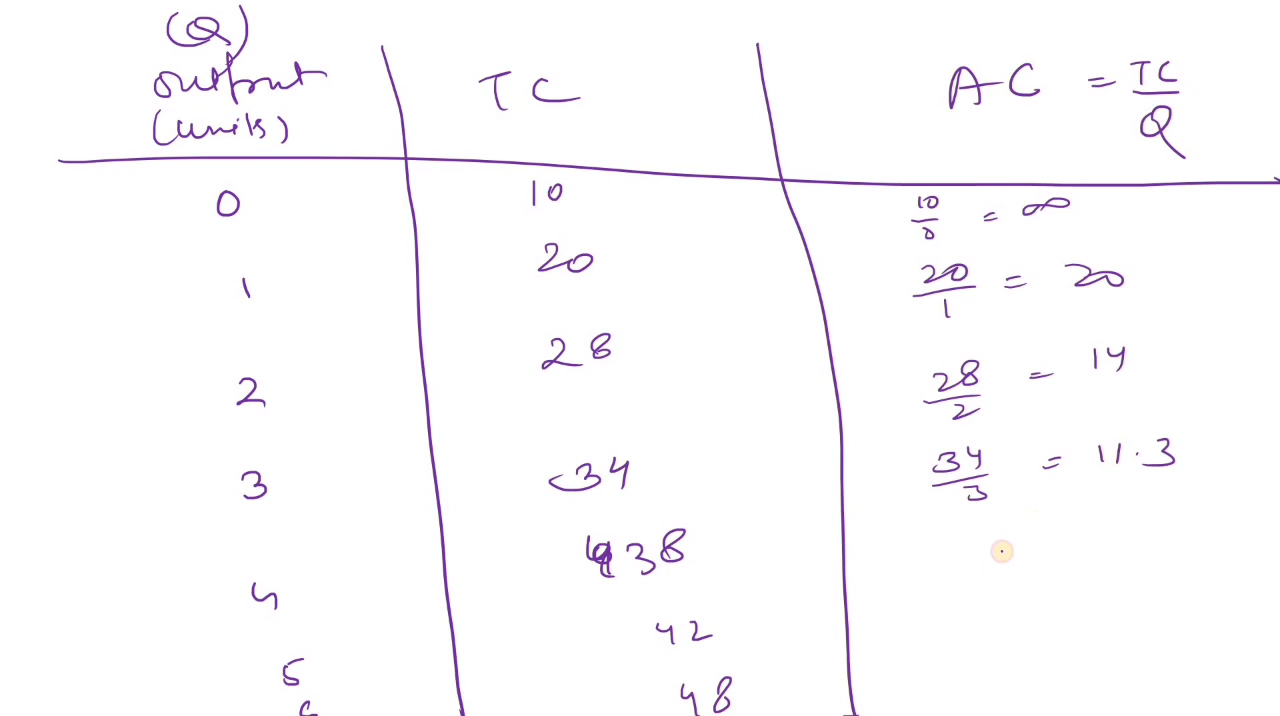 (Q)
output
(units)
TC
AC = TC/Q
0 10 10/0 = ∞
1 20 20/1 = 20
2 28 28/2 = 14
3 34 34/3 = 11.3
4 38
5 42
6 48